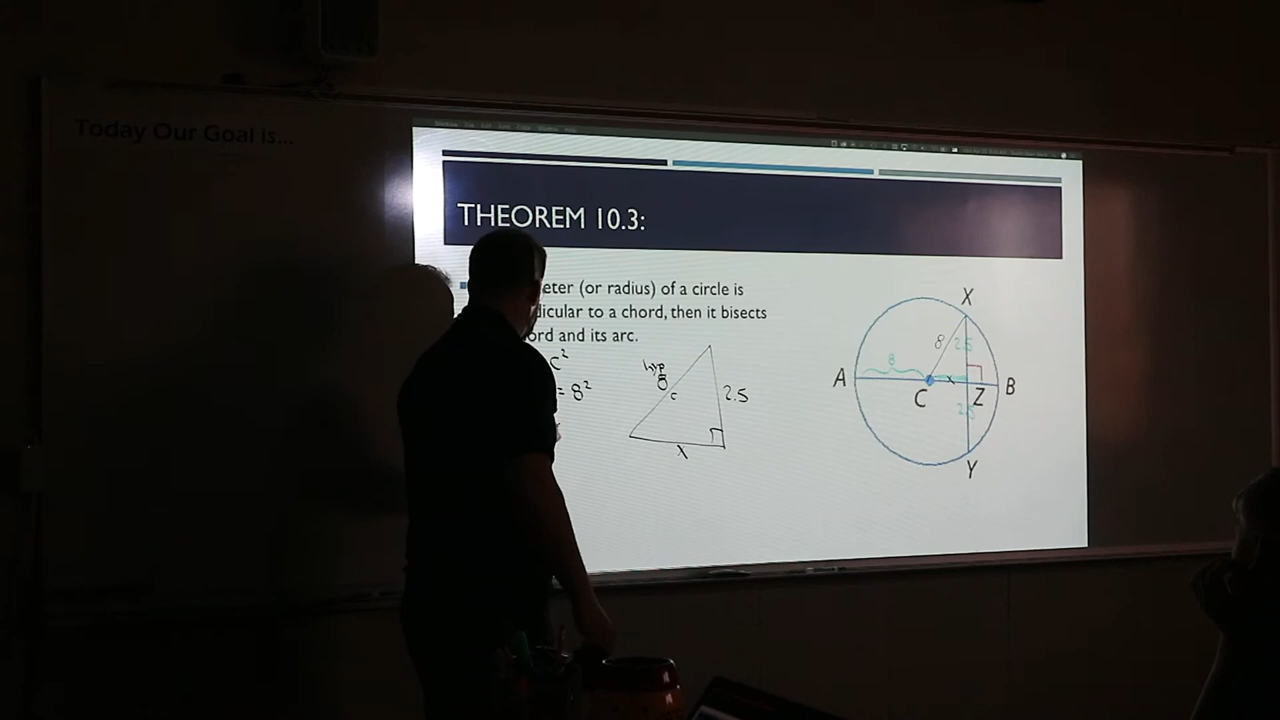 Today Our Goal is...
THEOREM 10.3:
eter (or radius) of a circle is
dicular to a chord, then it bisects
ord and its arc.
c²
= 8²
hyp
8
c
2.5
x
X
8
2.5
8
A
x
B
C
Z
2.5
Y